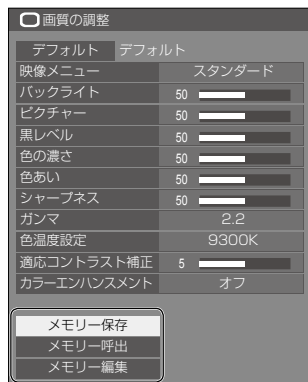 画質の調整
デフォルト デフォルト
映像メニュー スタンダード
バックライト 50
ピクチャー 50
黒レベル 50
色の濃さ 50
色あい 50
シャープネス 50
ガンマ 2.2
色温度設定 9300K
適応コントラスト補正 5
カラーエンハンスメント オフ
メモリー保存
メモリー呼出
メモリー編集